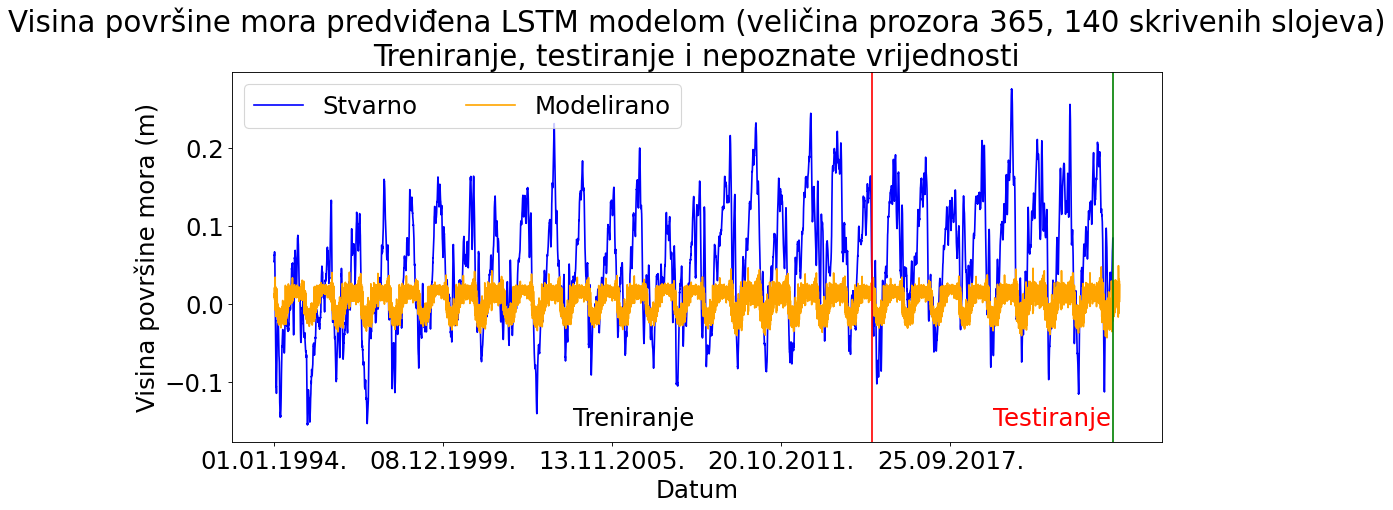 Visina površine mora predviđena LSTM modelom (veličina prozora 365, 140 skrivenih slojeva)
Treniranje, testiranje i nepoznate vrijednosti
Stvarno
Modelirano
Visina površine mora (m)
0.2
0.1
0.0
−0.1
Treniranje
Testiranje
01.01.1994.
08.12.1999.
13.11.2005.
20.10.2011.
25.09.2017.
Datum